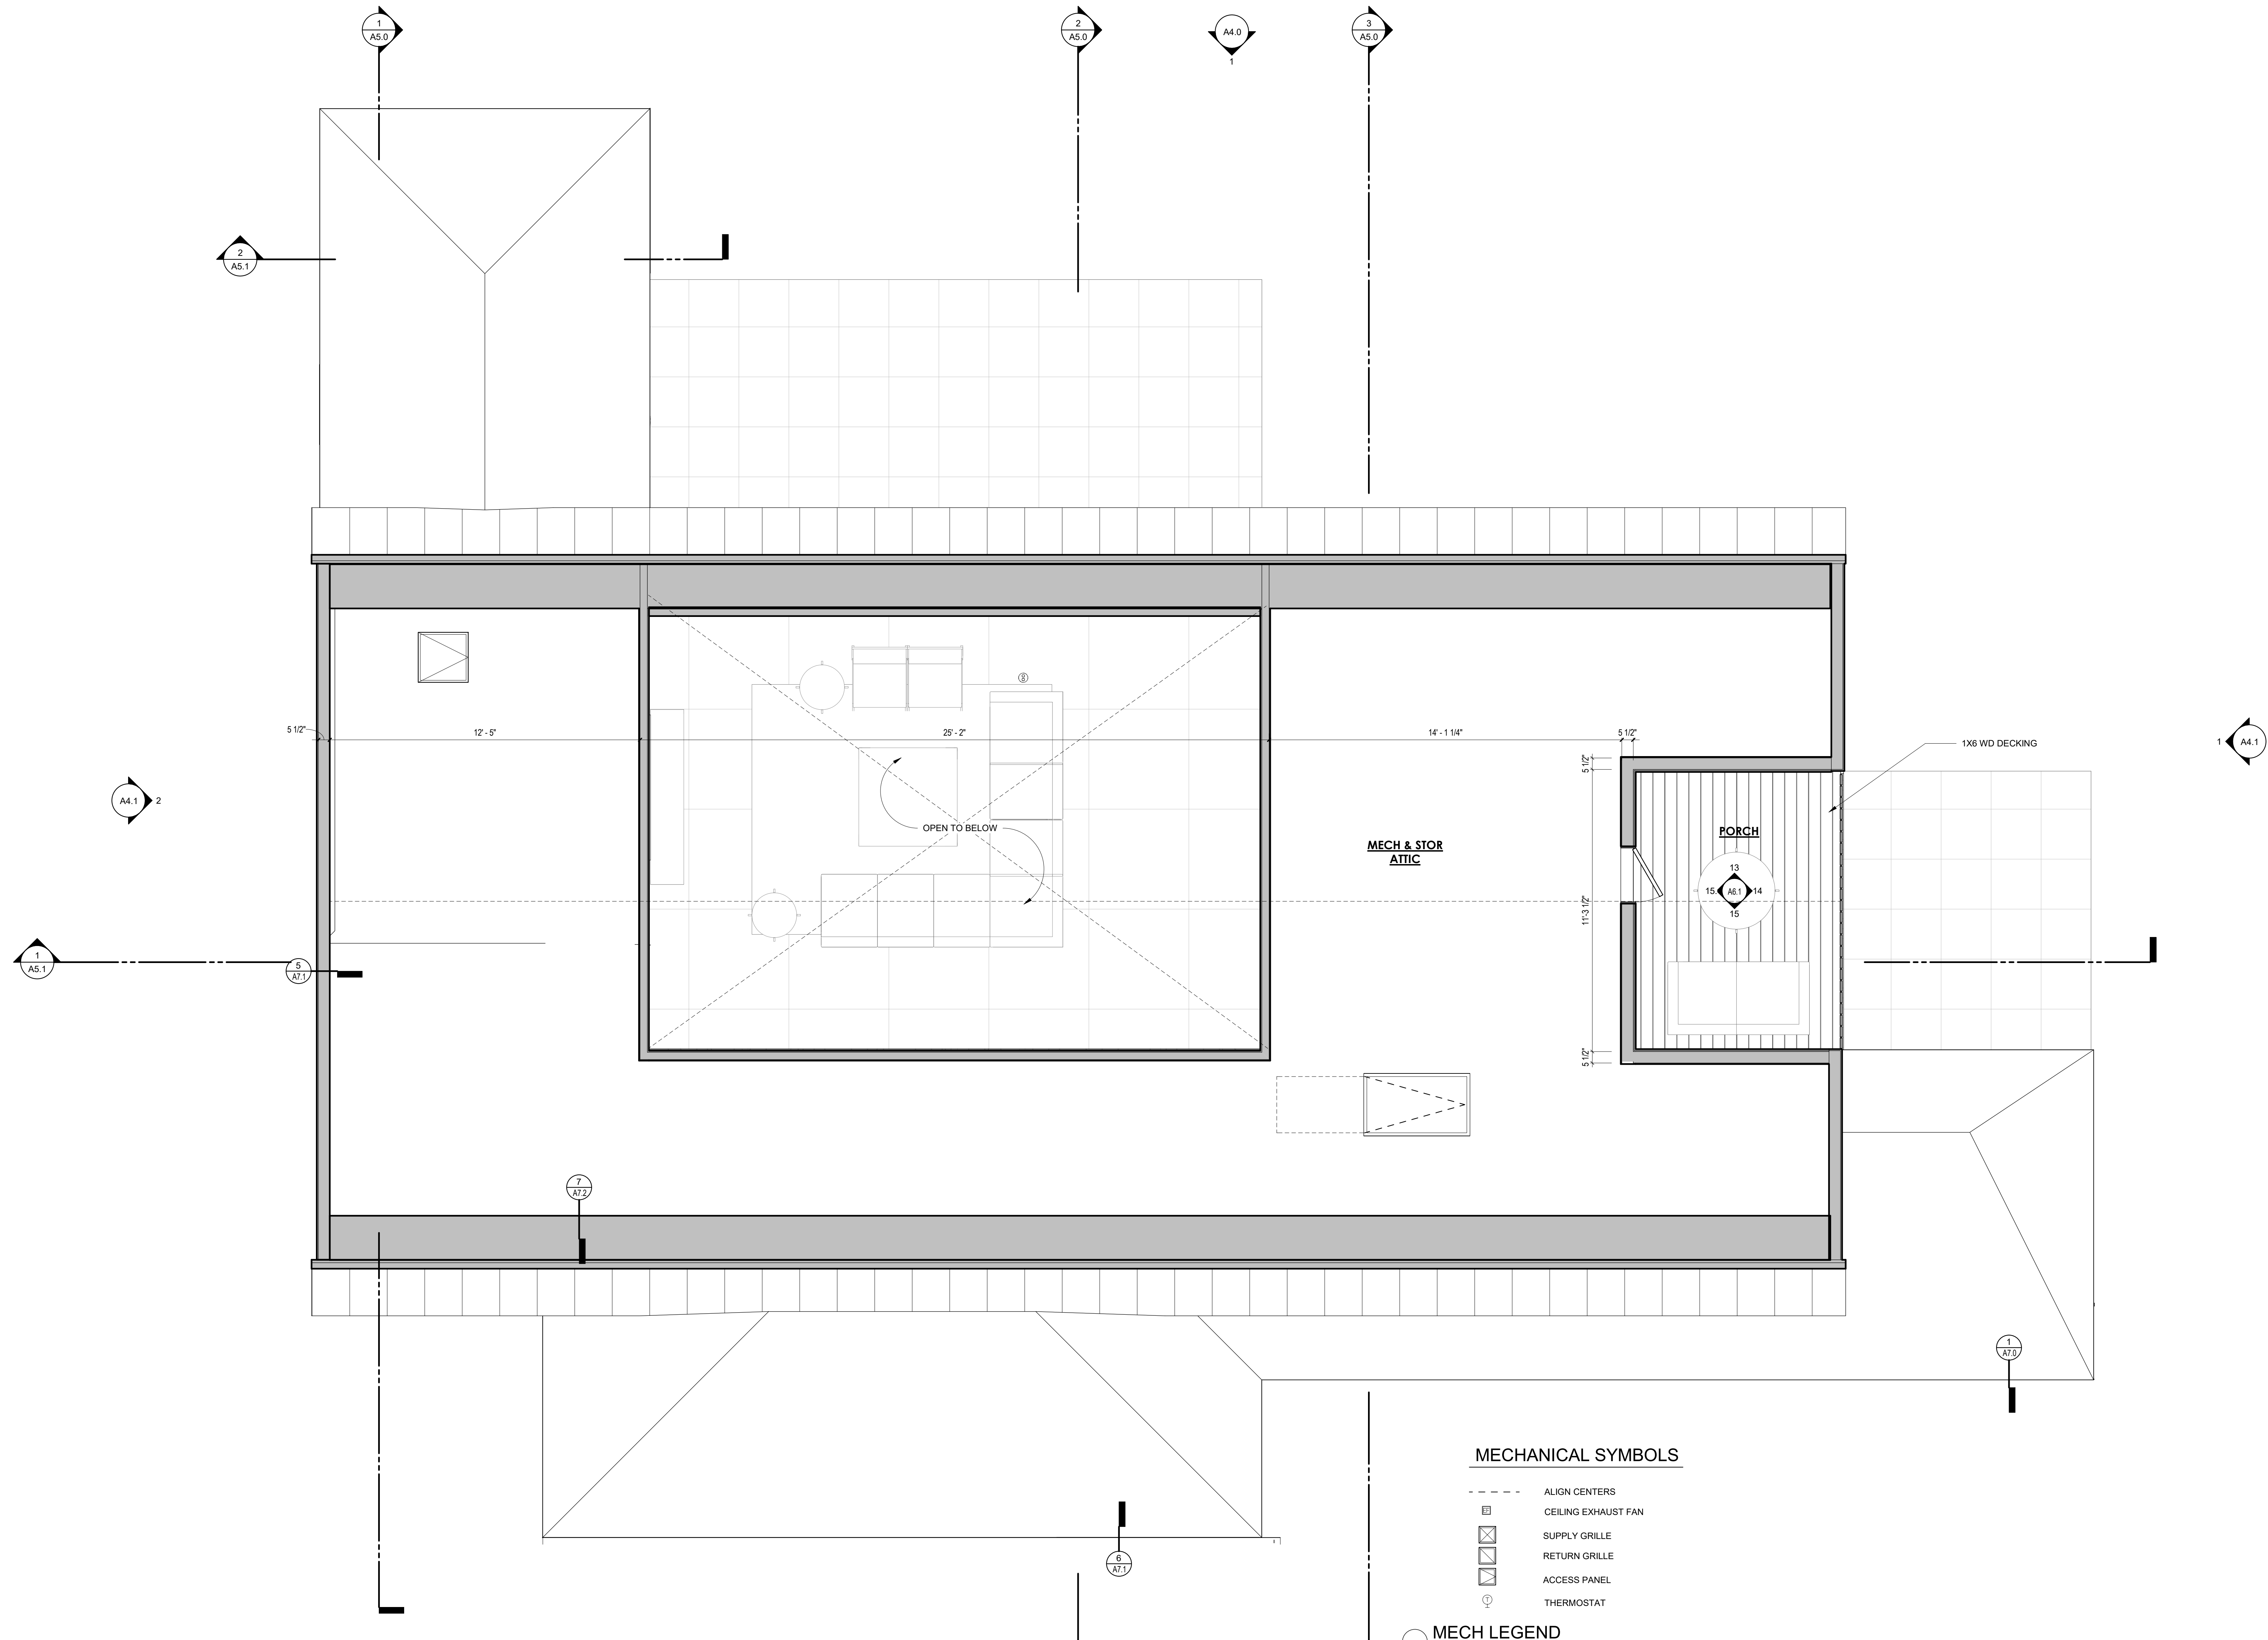 1
A5.0
2
A5.0
A4.0
1
3
A5.0
2
A5.1
5 1/2"
12' - 5"
25' - 2"
14' - 1 1/4"
5 1/2"
5 1/2"
1X6 WD DECKING
1
A4.1
A4.1
2
OPEN TO BELOW
MECH & STOR
ATTIC
PORCH
13
15
A6.1
14
15
11'-3 1/2"
1
A5.1
5
A7.1
5 1/2"
7
A7.2
1
A7.0
6
A7.1
MECHANICAL SYMBOLS
ALIGN CENTERS
CEILING EXHAUST FAN
SUPPLY GRILLE
RETURN GRILLE
ACCESS PANEL
T
THERMOSTAT
MECH LEGEND